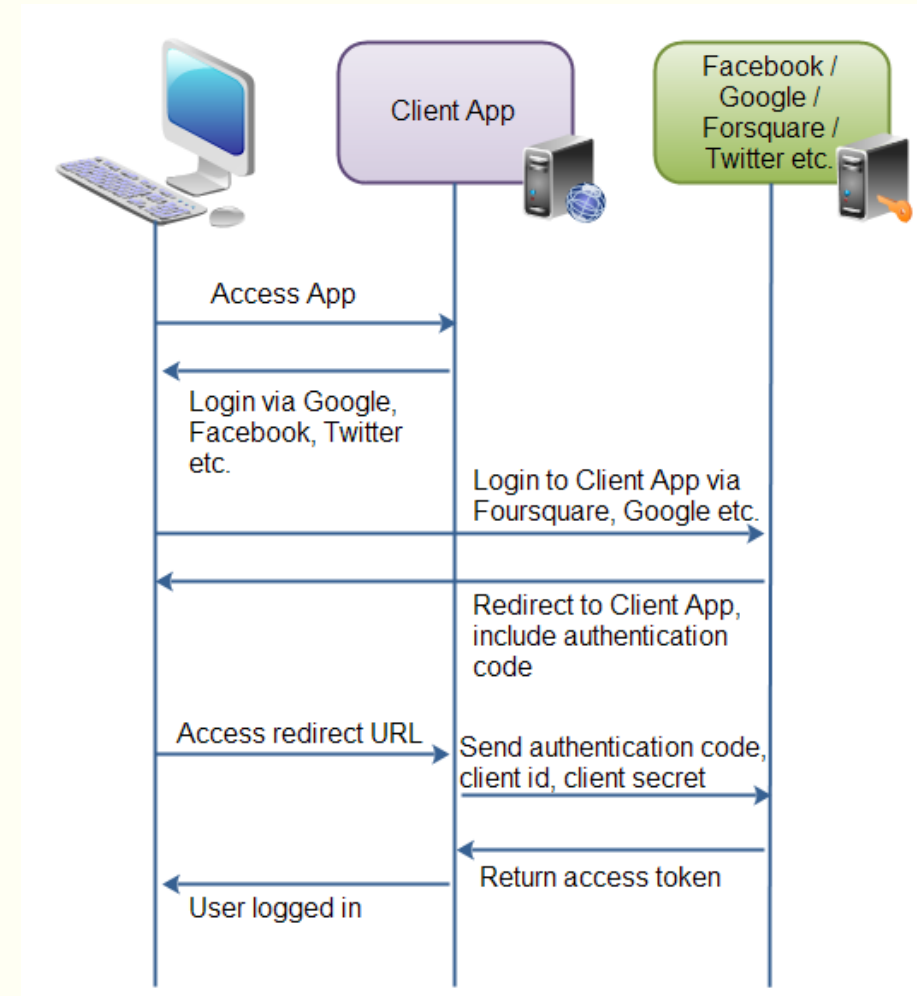 Client App
Facebook /
Google /
Forsquare /
Twitter etc.
Access App
Login via Google,
Facebook, Twitter
etc.
Login to Client App via
Foursquare, Google etc.
Redirect to Client App,
include authentication
code
Access redirect URL
Send authentication code,
client id, client secret
Return access token
User logged in